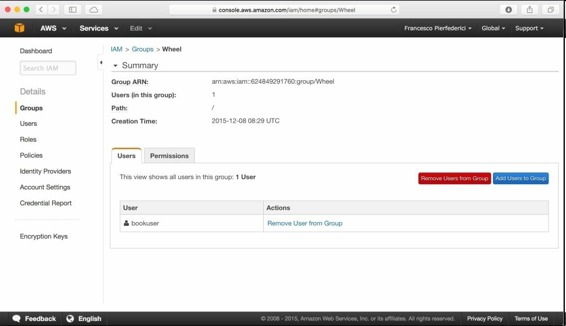 console.aws.amazon.com/iam/home#groups/Wheel
AWS Services Edit Francesco Pierfederici Global Support
Dashboard
Search IAM
Details
Groups
Users
Roles
Policies
Identity Providers
Account Settings
Credential Report
Encryption Keys
IAM > Groups > Wheel
Summary
Group ARN: arn:aws:iam::624849291760:group/Wheel
Users (in this group): 1
Path: /
Creation Time: 2015-12-08 08:29 UTC
Users Permissions
This view shows all users in this group: 1 User
Remove Users from Group Add Users to Group
User Actions
bookuser Remove User from Group
Feedback English © 2008 - 2015, Amazon Web Services, Inc. or its affiliates. All rights reserved. Privacy Policy Terms of Use